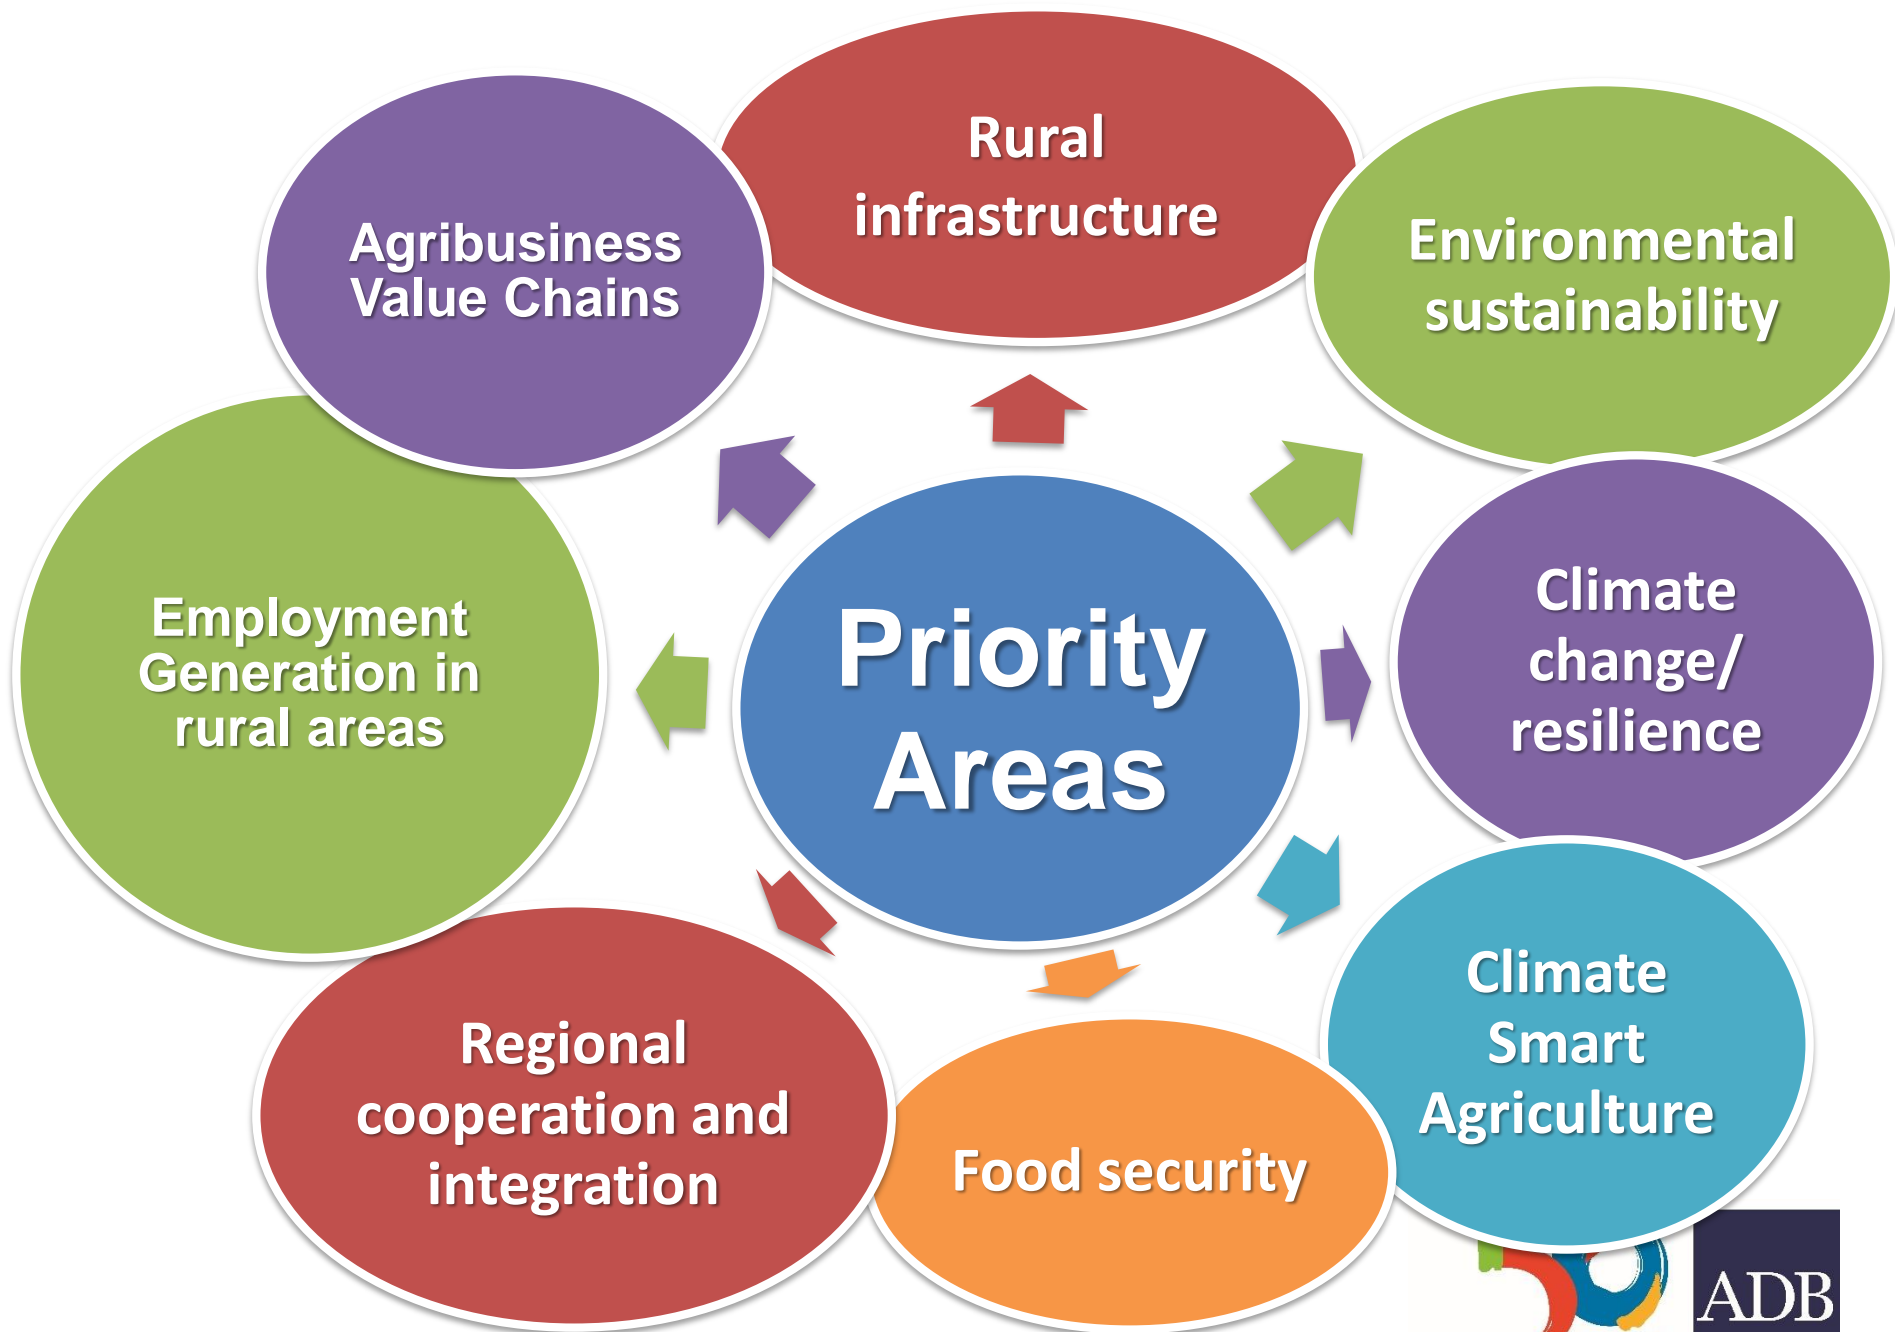 Rural
infrastructure
Environmental
sustainability
Climate
change/
resilience
Climate
Smart
Agriculture
Food security
Regional
cooperation and
integration
Employment
Generation in
rural areas
Agribusiness
Value Chains
Priority
Areas
ADB